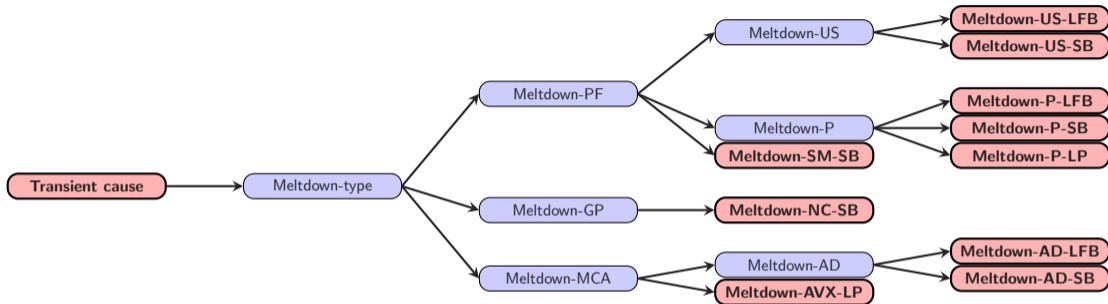 Transient cause
Meltdown-type
Meltdown-PF
Meltdown-US
Meltdown-US-LFB
Meltdown-US-SB
Meltdown-P
Meltdown-P-LFB
Meltdown-P-SB
Meltdown-P-LP
Meltdown-SM-SB
Meltdown-GP
Meltdown-NC-SB
Meltdown-MCA
Meltdown-AD
Meltdown-AD-LFB
Meltdown-AD-SB
Meltdown-AVX-LP